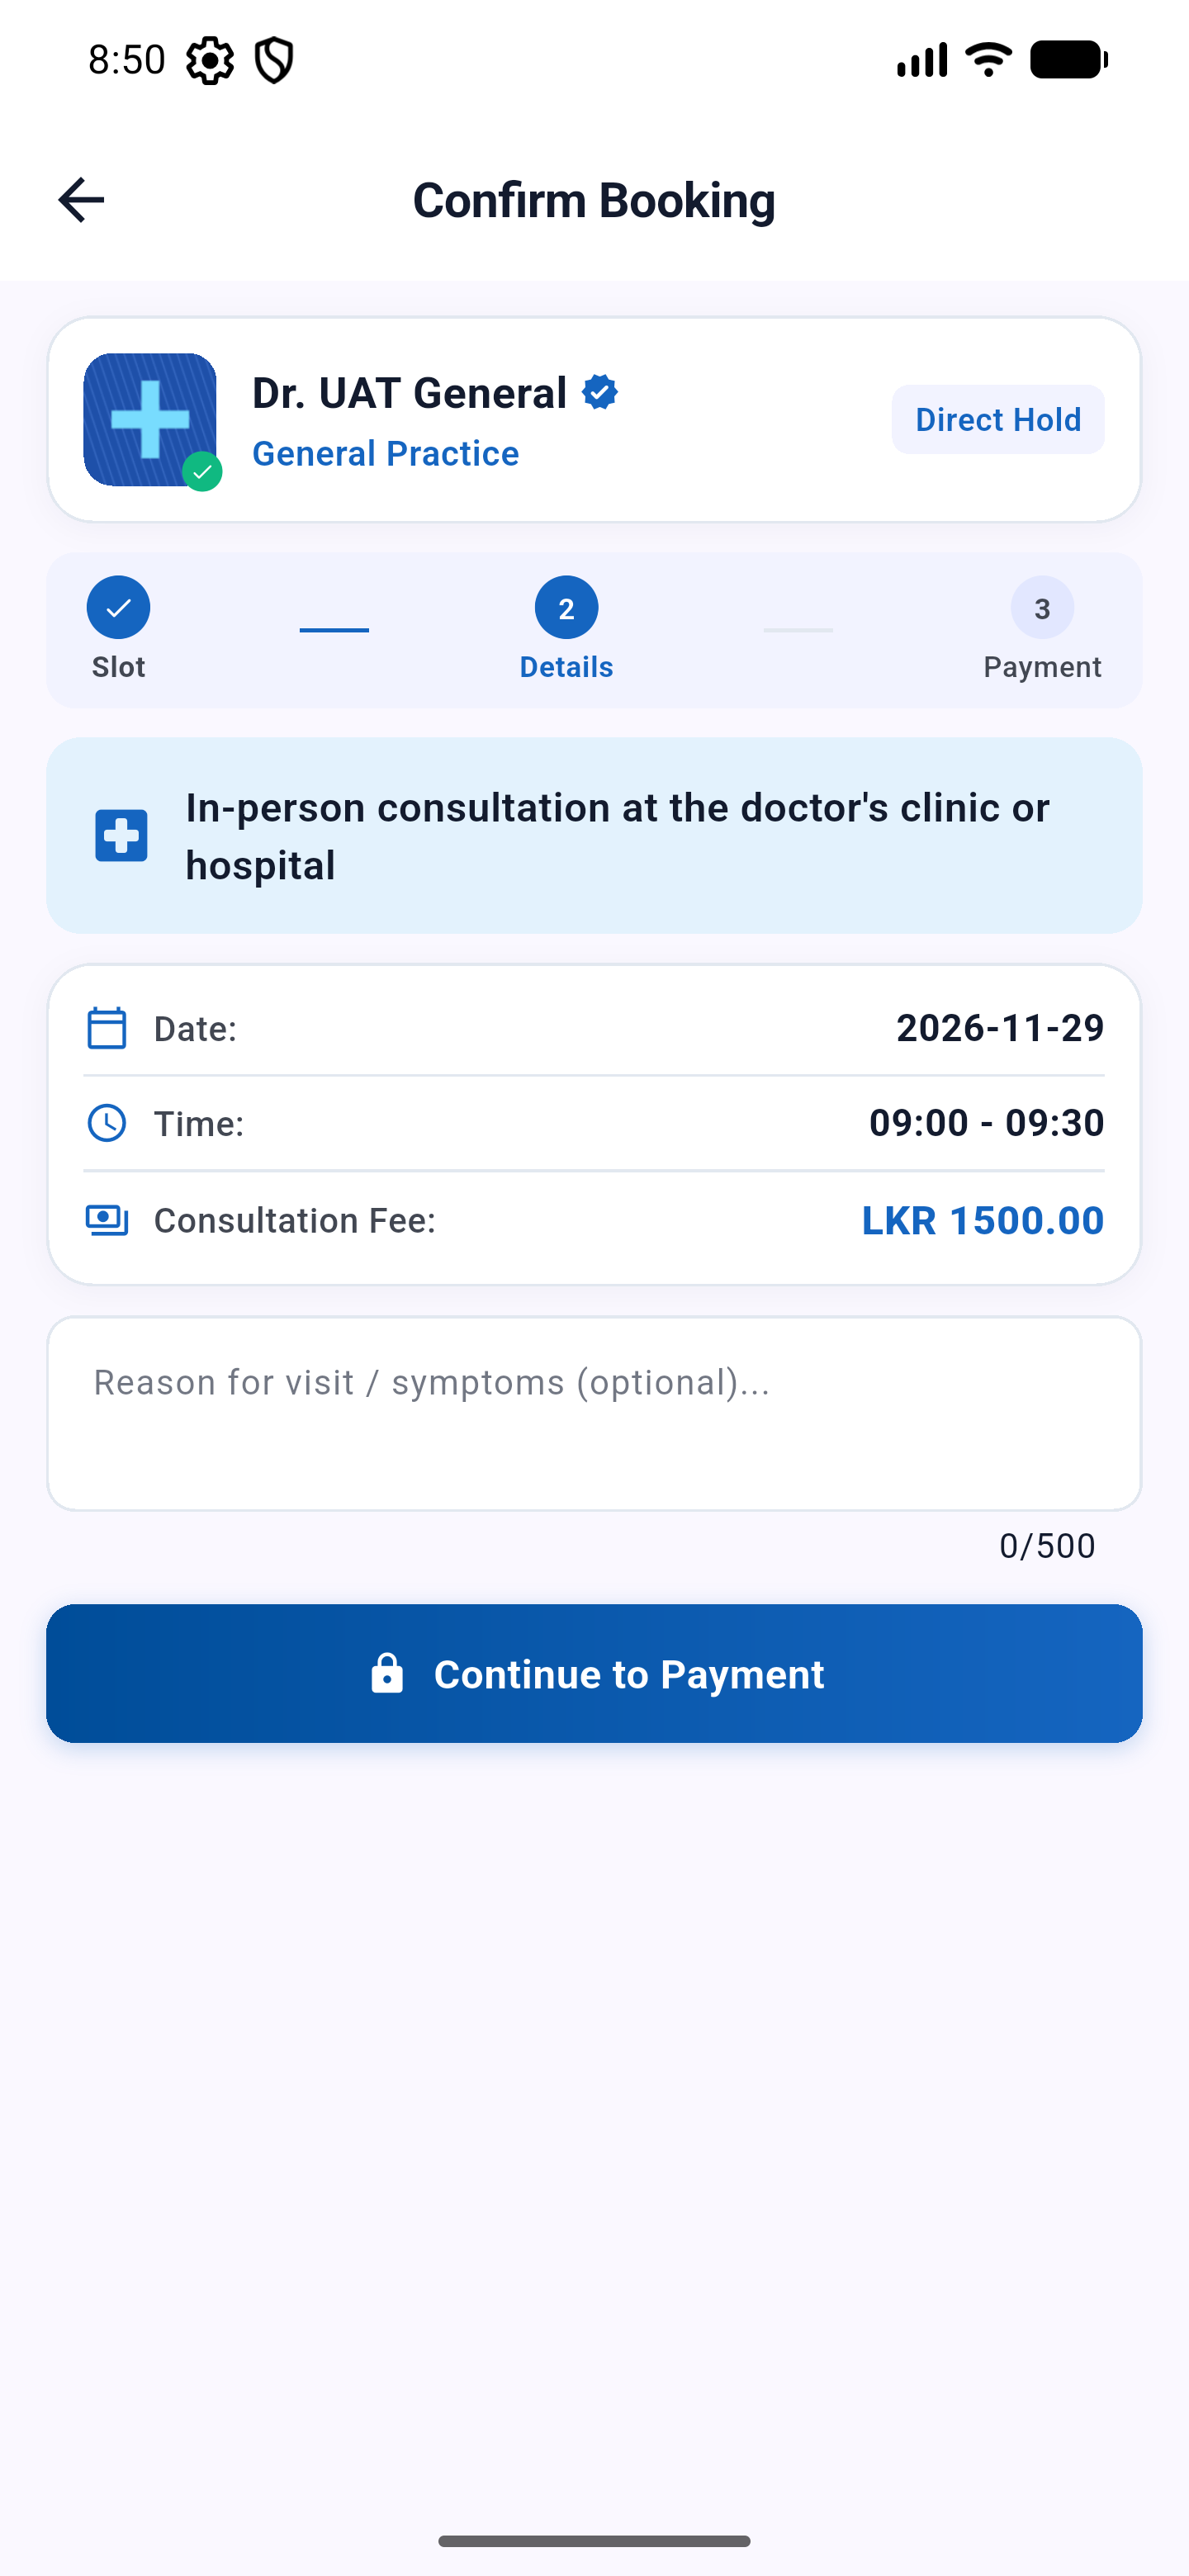 8:50
Confirm Booking
Dr. UAT General
General Practice
Direct Hold
2
3
Slot
Details
Payment
In-person consultation at the doctor's clinic or
hospital
Date:
2026-11-29
Time:
09:00 - 09:30
Consultation Fee:
LKR 1500.00
Reason for visit / symptoms (optional)...
0/500
Continue to Payment